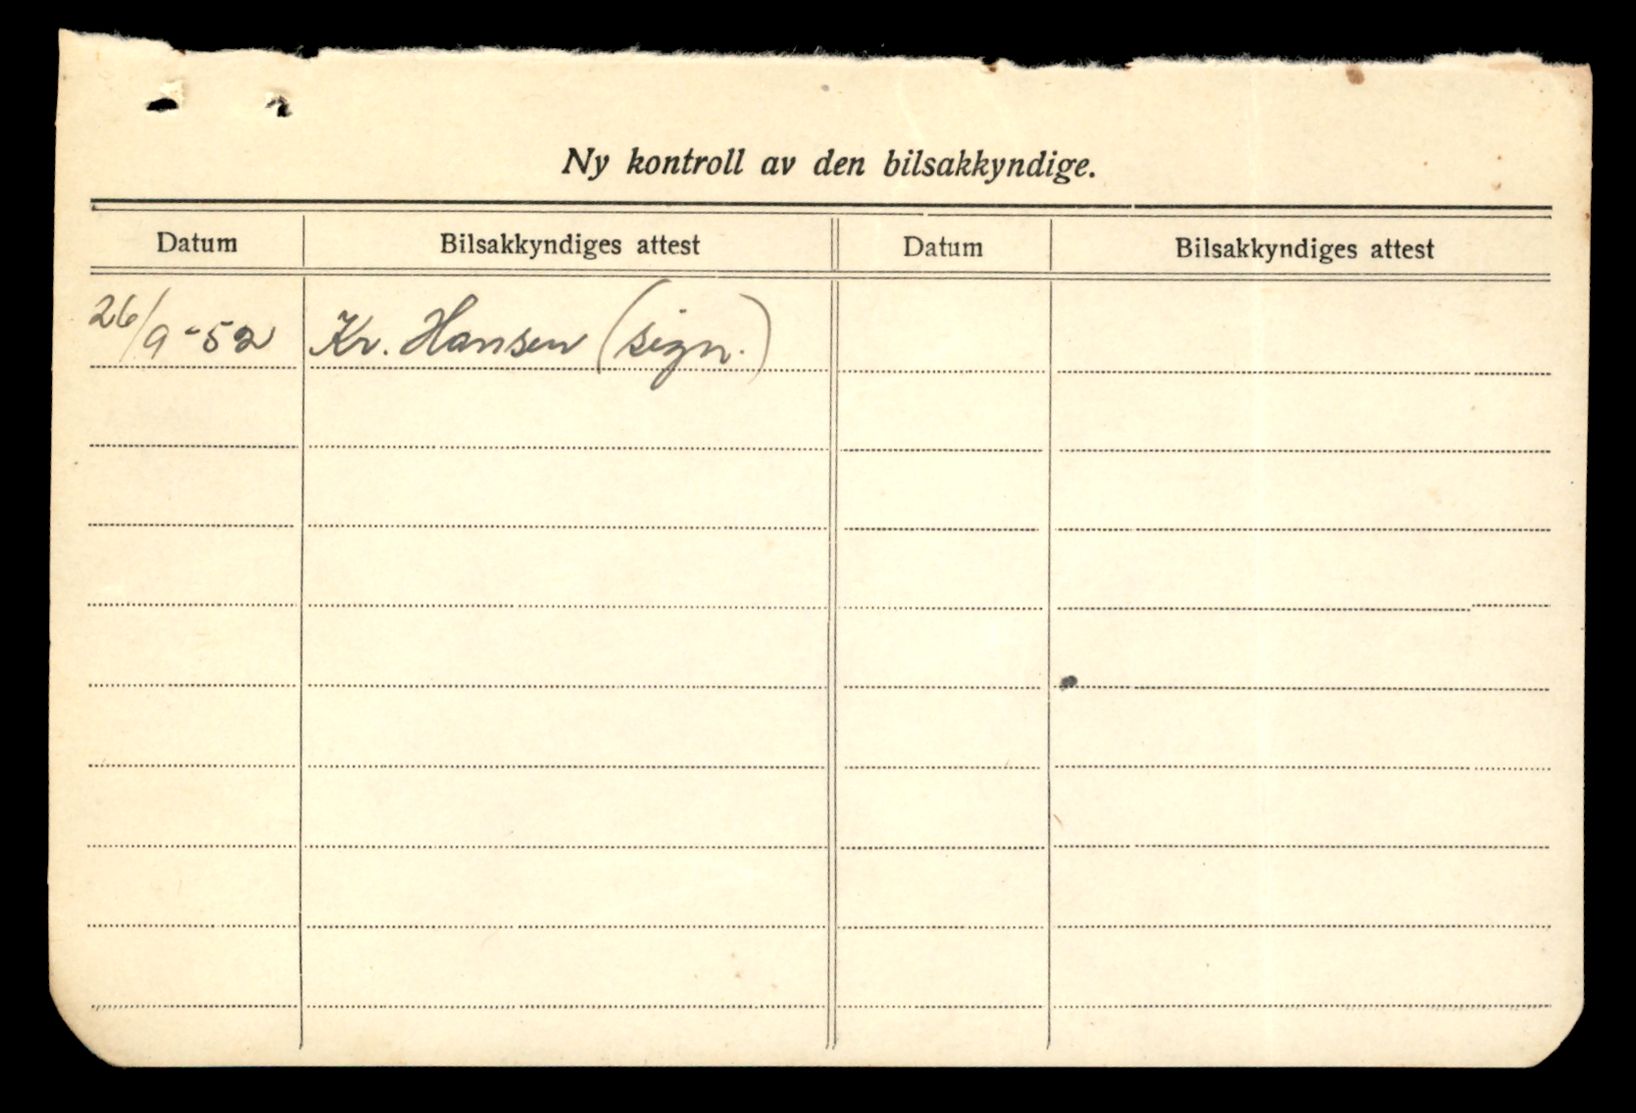 Ny kontroll av den bilsakkyndige.
Datum Bilsakkyndiges attest Datum Bilsakkyndiges attest
26/9-52 Kr. Hansen (sign.)